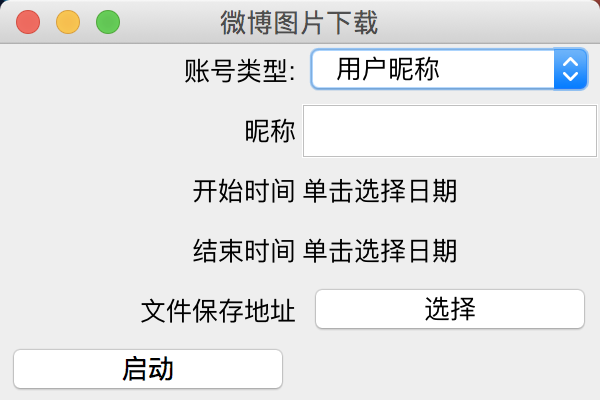 微博图片下载
账号类型: 用户昵称
昵称
开始时间 单击选择日期
结束时间 单击选择日期
文件保存地址 选择
启动